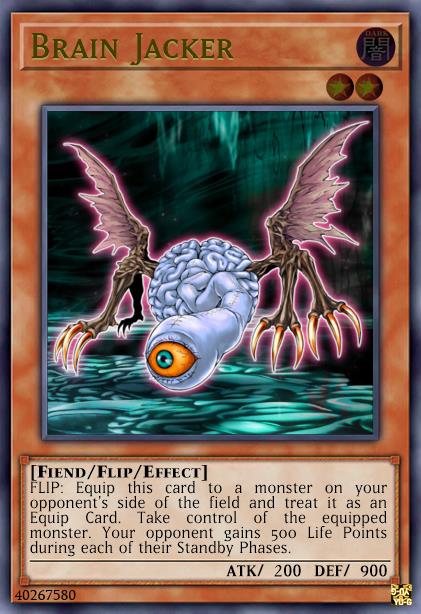 Brain Jacker
DARK
闇
[Fiend/Flip/Effect]
FLIP: Equip this card to a monster on your
opponent's side of the field and treat it as an
Equip Card. Take control of the equipped
monster. Your opponent gains 500 Life Points
during each of their Standby Phases.
ATK/ 200 DEF/ 900
40267580